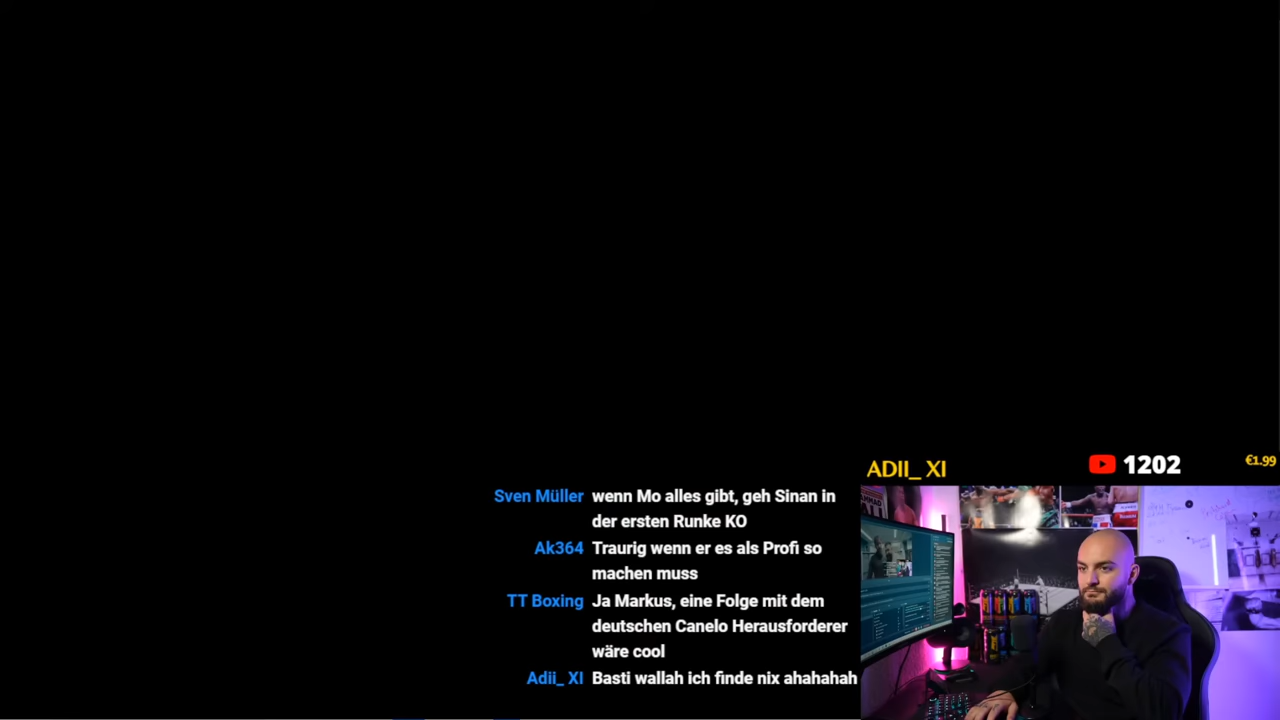 ADII_ XI
1202
€1.99
Sven Müller wenn Mo alles gibt, geh Sinan in
der ersten Runke KO
Ak364 Traurig wenn er es als Profi so
machen muss
TT Boxing Ja Markus, eine Folge mit dem
deutschen Canelo Herausforderer
wäre cool
Adii_ XI Basti wallah ich finde nix ahahahah